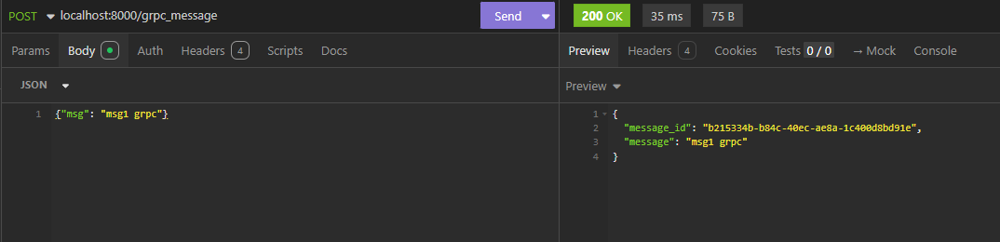 POST localhost:8000/grpc_message Send 200 OK 35 ms 75 B
Params Body Auth Headers 4 Scripts Docs Preview Headers 4 Cookies Tests 0 / 0 → Mock Console
JSON Preview
1 {"msg": "msg1 grpc"}
1 {
2 "message_id": "b215334b-b84c-40ec-ae8a-1c400d8bd91e",
3 "message": "msg1 grpc"
4 }